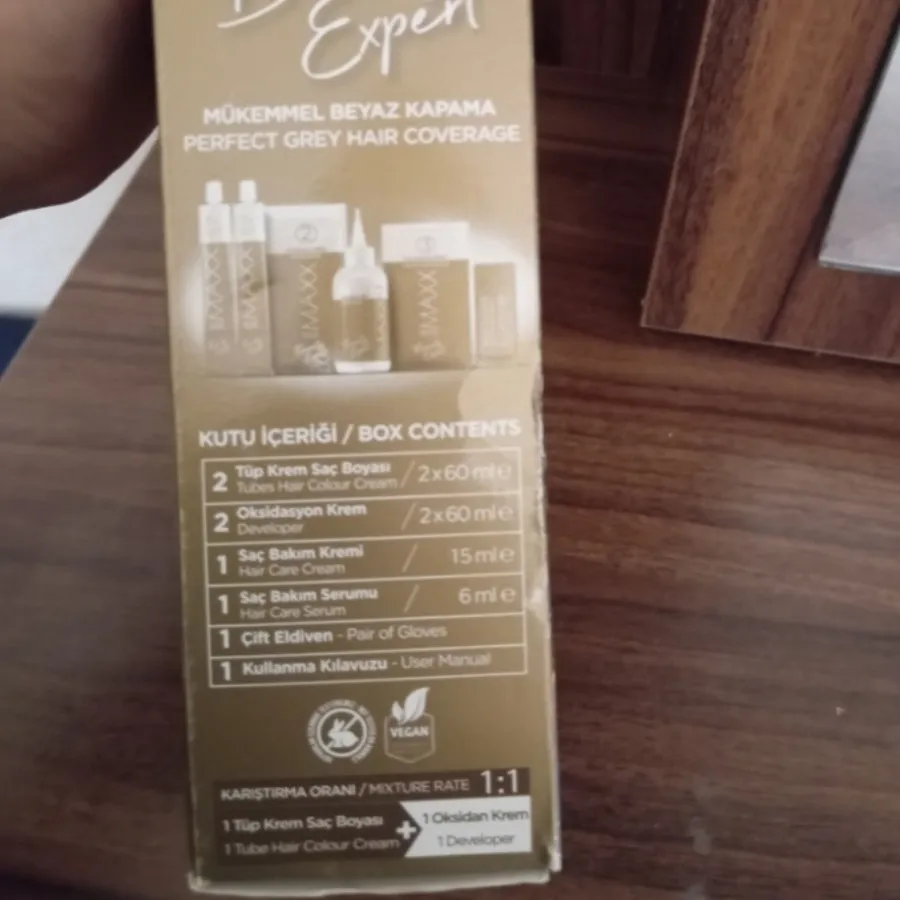 Expert
MÜKEMMEL BEYAZ KAPAMA
PERFECT GREY HAIR COVERAGE
KUTU İÇERİĞİ / BOX CONTENTS
2 Tüp Krem Saç Boyası / 2x60 ml e
Tubes Hair Colour Cream
2 Oksidasyon Krem / 2x60 ml e
Developer
1 Saç Bakım Kremi / 15 ml e
Hair Care Cream
1 Saç Bakım Serumu / 6 ml e
Hair Care Serum
1 Çift Eldiven - Pair of Gloves
1 Kullanma Kılavuzu - User Manual
VEGAN
KARIŞTIRMA ORANI / MIXTURE RATE 1:1
1 Tüp Krem Saç Boyası + 1 Oksidan Krem
1 Tube Hair Colour Cream 1 Developer